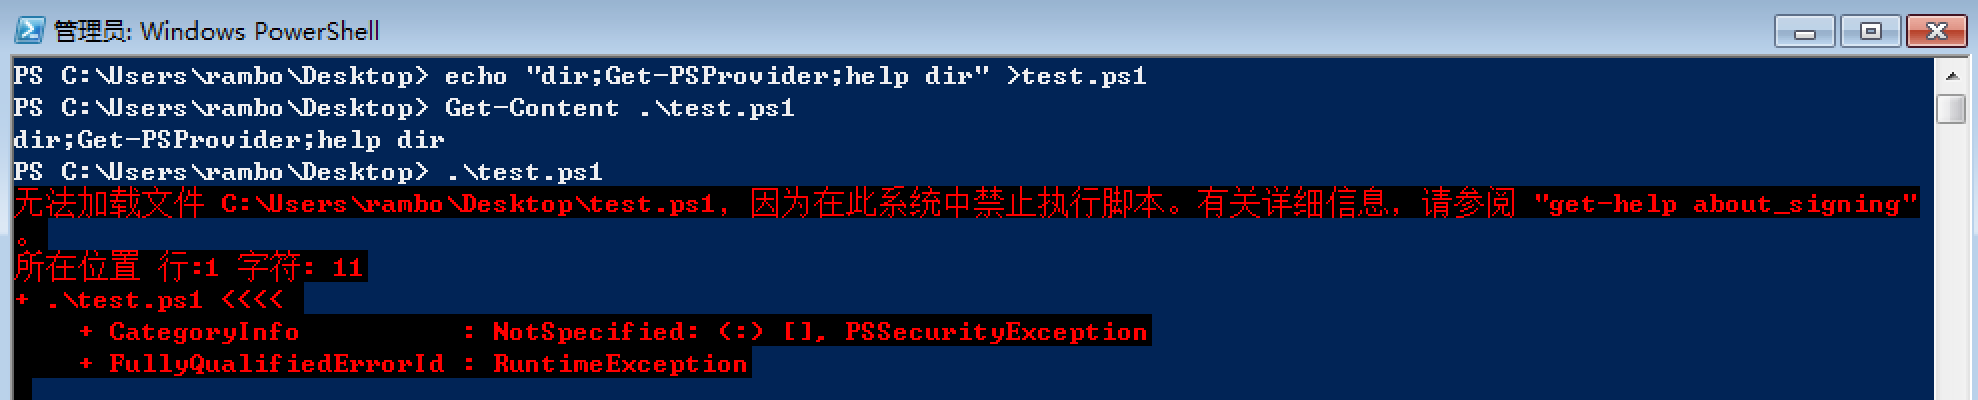 管理员: Windows PowerShell
PS C:\Users\rambo\Desktop> echo "dir;Get-PSProvider;help dir" >test.ps1
PS C:\Users\rambo\Desktop> Get-Content .\test.ps1
dir;Get-PSProvider;help dir
PS C:\Users\rambo\Desktop> .\test.ps1
无法加载文件 C:\Users\rambo\Desktop\test.ps1，因为在此系统中禁止执行脚本。有关详细信息，请参阅 "get-help about_signing"
。
所在位置 行:1 字符: 11
+ .\test.ps1 <<<<
    + CategoryInfo          : NotSpecified: (:) [], PSSecurityException
    + FullyQualifiedErrorId : RuntimeException